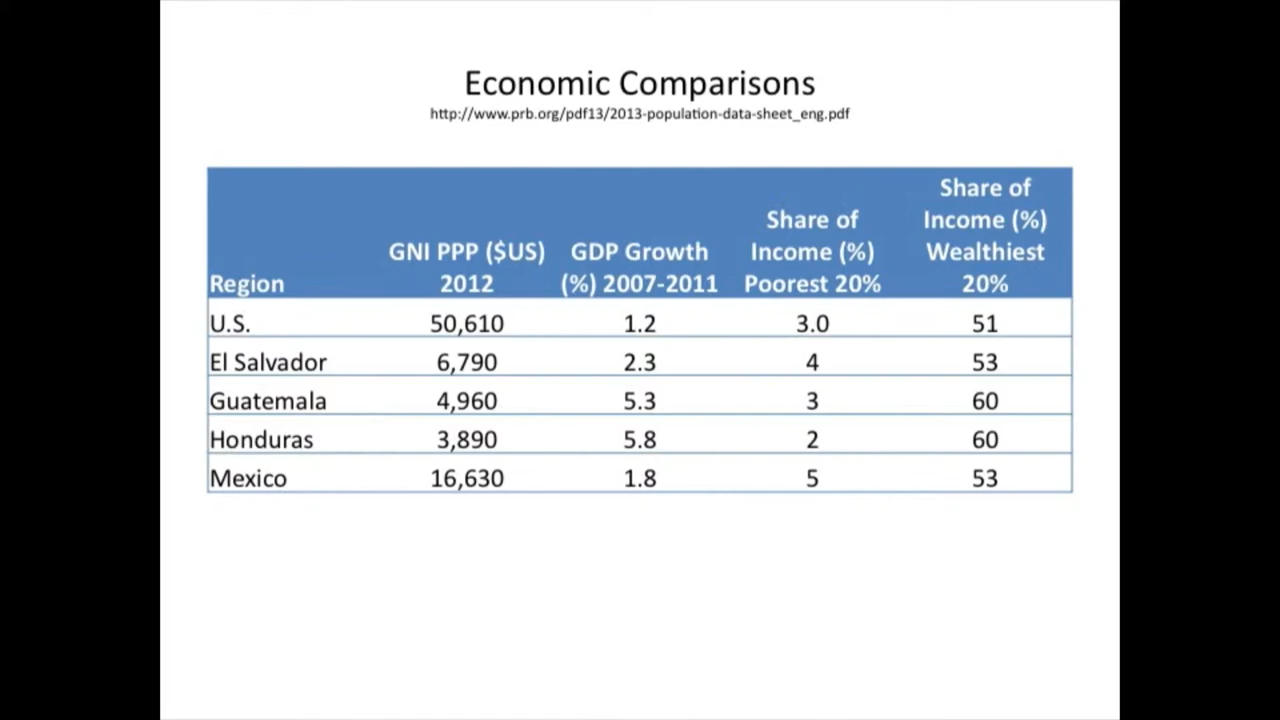 Economic Comparisons
http://www.prb.org/pdf13/2013-population-data-sheet_eng.pdf
Region GNI PPP ($US) 2012 GDP Growth (%) 2007-2011 Share of Income (%) Poorest 20% Share of Income (%) Wealthiest 20%
U.S. 50,610 1.2 3.0 51
El Salvador 6,790 2.3 4 53
Guatemala 4,960 5.3 3 60
Honduras 3,890 5.8 2 60
Mexico 16,630 1.8 5 53